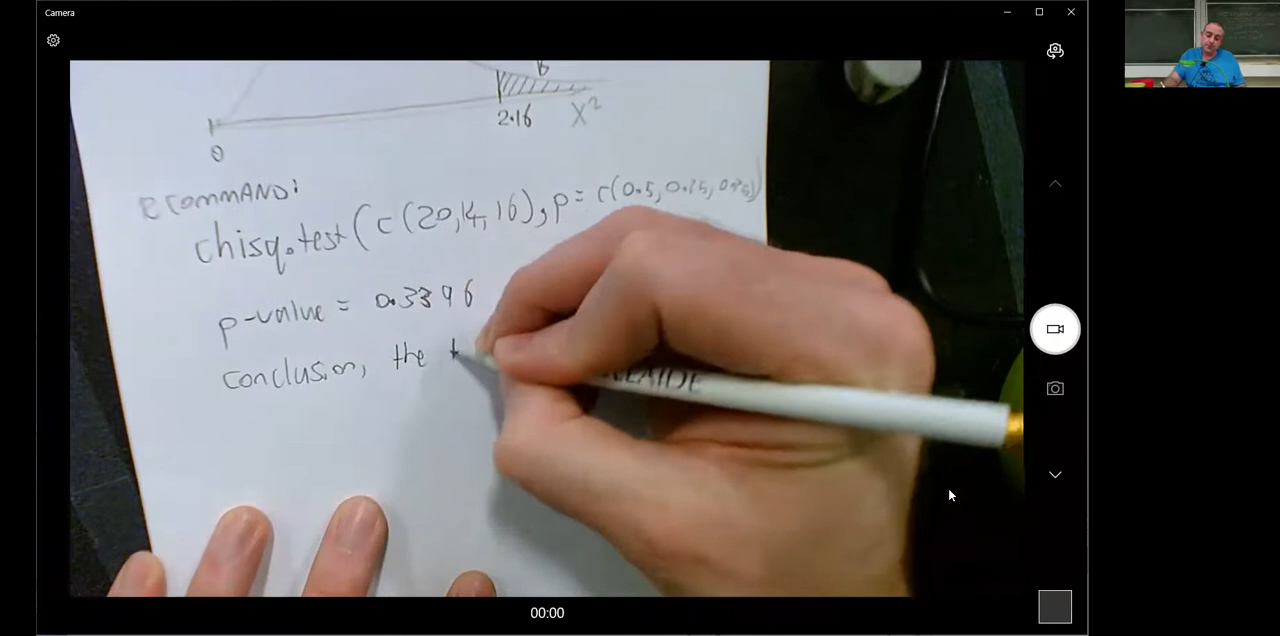 Camera
2.16 X²
0
R COMMAND:
chisq.test (c(20,14,16), p = c(0.5, 0.25, 0.25))
p-value = 0.3396
conclusion, the t
00:00